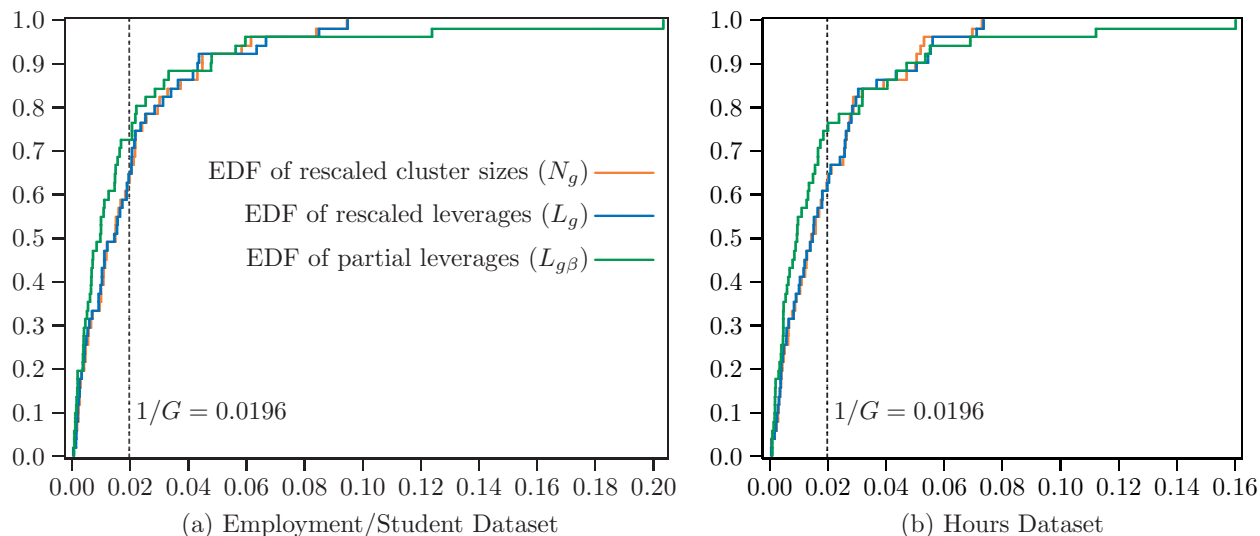 1.0
0.9
0.8
0.7
0.6
0.5
0.4
0.3
0.2
0.1
0.0
EDF of rescaled cluster sizes (N_g)
EDF of rescaled leverages (L_g)
EDF of partial leverages (L_{gβ})
1/G = 0.0196
0.00 0.02 0.04 0.06 0.08 0.10 0.12 0.14 0.16 0.18 0.20
(a) Employment/Student Dataset
1.0
0.9
0.8
0.7
0.6
0.5
0.4
0.3
0.2
0.1
0.0
1/G = 0.0196
0.00 0.02 0.04 0.06 0.08 0.10 0.12 0.14 0.16
(b) Hours Dataset